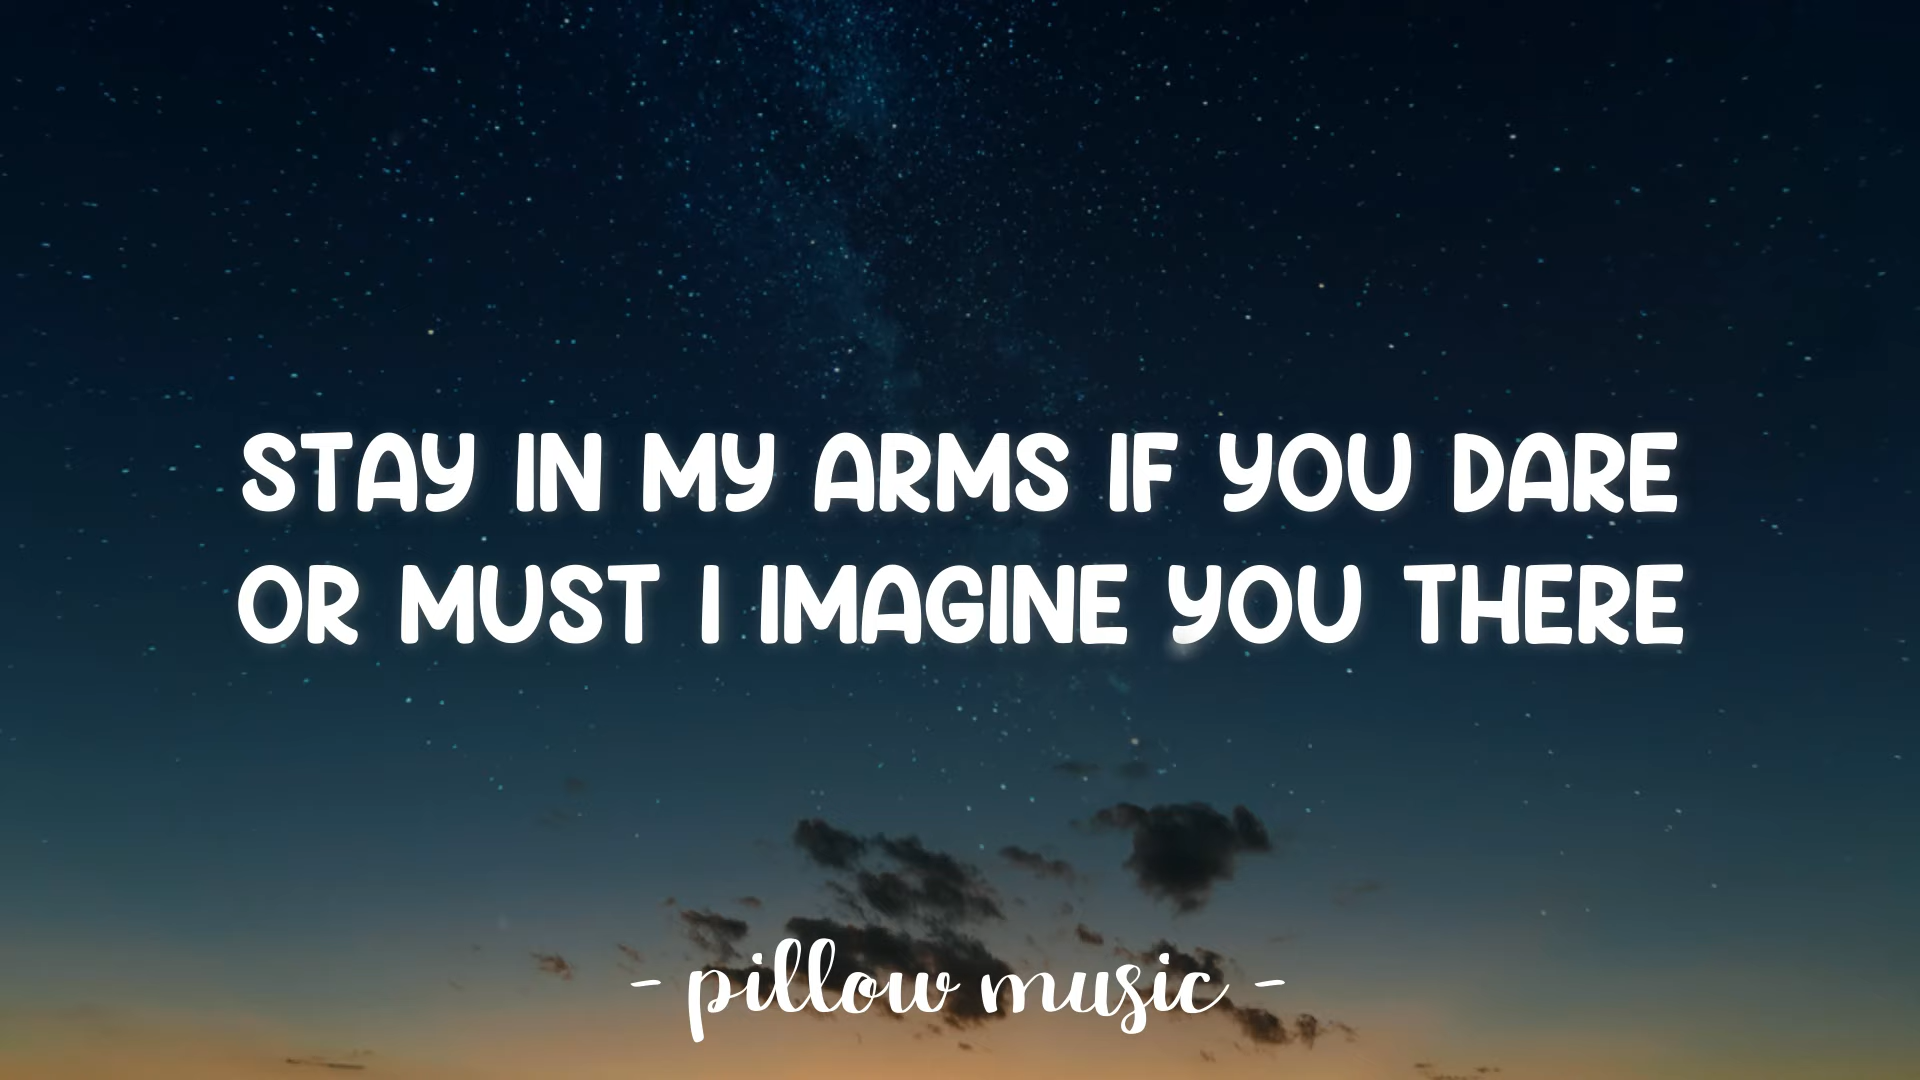 STAY IN MY ARMS IF YOU DARE
OR MUST I IMAGINE YOU THERE
- pillow music -